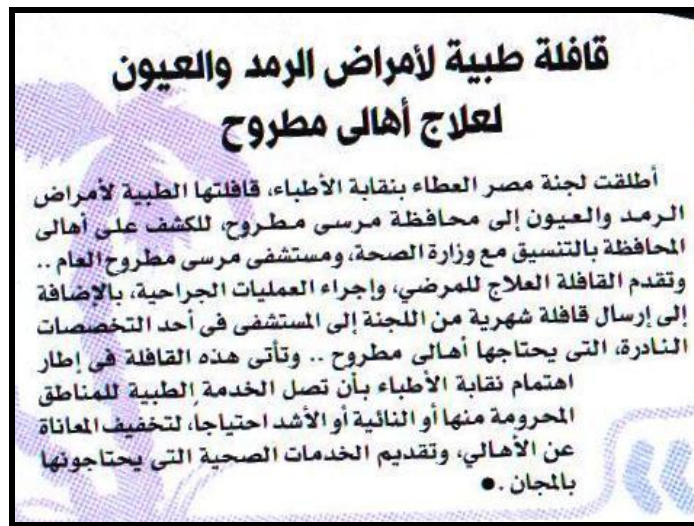 قافلة طبية لأمراض الرمد والعيون
لعلاج أهالى مطروح
أطلقت لجنة مصر العطاء بنقابة الأطباء، قافلتها الطبية لأمراض
الرمد والعيون إلى محافظة مرسى مطروح، للكشف على أهالى
المحافظة بالتنسيق مع وزارة الصحة، ومستشفى مرسى مطروح العام ..
وتقدم القافلة العلاج للمرضي، وإجراء العمليات الجراحية، بالإضافة
إلى إرسال قافلة شهرية من اللجنة إلى المستشفى فى أحد التخصصات
النادرة، التى يحتاجها أهالى مطروح .. وتأتى هذه القافلة فى إطار
اهتمام نقابة الأطباء بأن تصل الخدمة الطبية للمناطق
المحرومة منها أو النائية أو الأشد احتياجاً، لتخفيف المعاناة
عن الأهالي، وتقديم الخدمات الصحية التى يحتاجونها
بالمجان .●